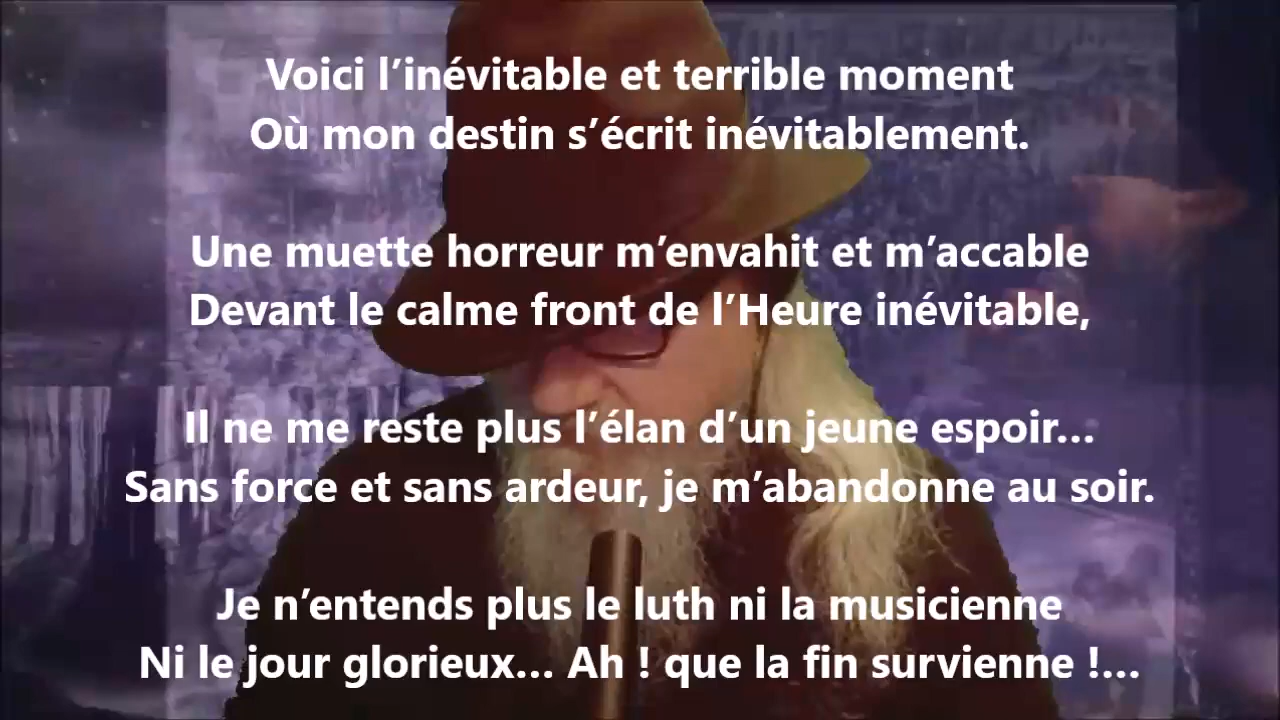 Voici l’inévitable et terrible moment
Où mon destin s’écrit inévitablement.
Une muette horreur m’envahit et m’accable
Devant le calme front de l’Heure inévitable,
Il ne me reste plus l’élan d’un jeune espoir…
Sans force et sans ardeur, je m’abandonne au soir.
Je n’entends plus le luth ni la musicienne
Ni le jour glorieux… Ah ! que la fin survienne !…